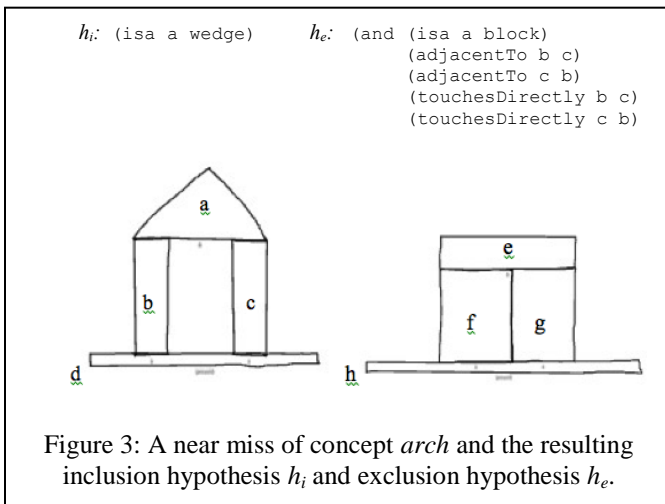 hi: (isa a wedge) he: (and (isa a block)
(adjacentTo b c)
(adjacentTo c b)
(touchesDirectly b c)
(touchesDirectly c b)
a
b c
d
e
f g
h
Figure 3: A near miss of concept arch and the resulting
inclusion hypothesis hi and exclusion hypothesis he.